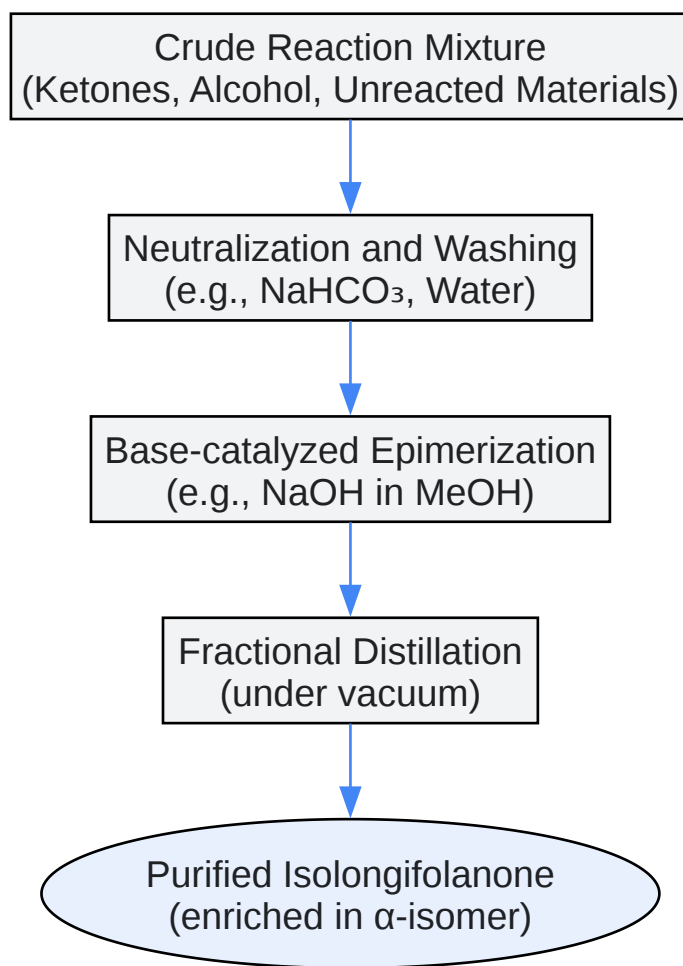 Crude Reaction Mixture
(Ketones, Alcohol, Unreacted Materials)
Neutralization and Washing
(e.g., NaHCO₃, Water)
Base-catalyzed Epimerization
(e.g., NaOH in MeOH)
Fractional Distillation
(under vacuum)
Purified Isolongifolanone
(enriched in α-isomer)